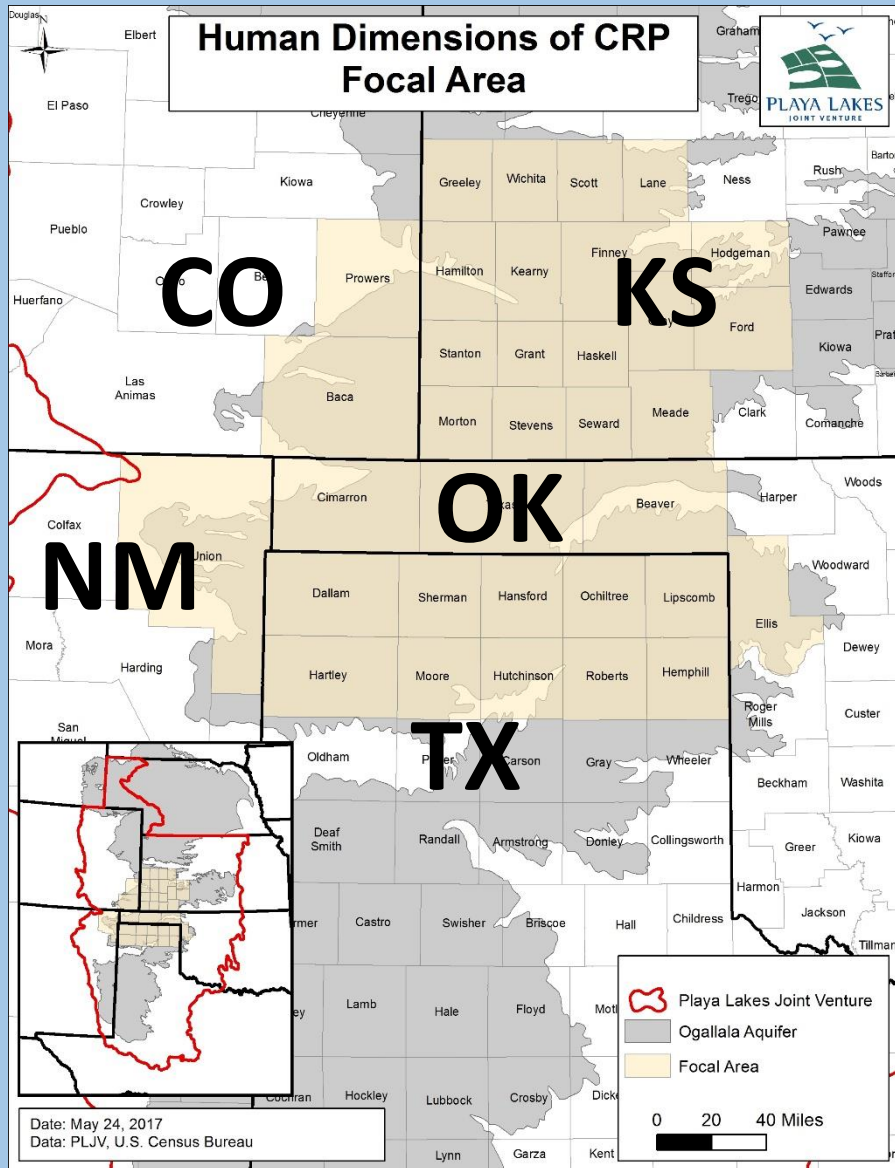 Human Dimensions of CRP
Focal Area
PLAYA LAKES
JOINT VENTURE
Douglas
Elbert
Graham
El Paso
Cheyenne
Trego
Kiowa
Greeley
Wichita
Scott
Lane
Ness
Rush
Crowley
Pueblo
Pawnee
Finney
Hodgeman
Prowers
Hamilton
Kearny
CO
KS
Edwards
Huerfano
Ford
Stanton
Grant
Haskell
Kiowa
Las
Animas
Baca
Morton
Stevens
Seward
Meade
Clark
Comanche
Cimarron
OK
Beaver
Harper
Woods
Colfax
NM
Union
Woodward
Dallam
Sherman
Hansford
Ochiltree
Lipscomb
Ellis
Mora
Harding
Dewey
Hartley
Moore
Hutchinson
Roberts
Hemphill
Roger
Mills
Custer
San
TX
Oldham
Carson
Gray
Wheeler
Beckham
Washita
Deaf
Smith
Randall
Armstrong
Donley
Collingsworth
Greer
Kiowa
Harmon
Jackson
Castro
Swisher
Briscoe
Hall
Childress
Tillman
Lamb
Hale
Floyd
Hockley
Lubbock
Crosby
Lynn
Garza
Kent
Playa Lakes Joint Venture
Ogallala Aquifer
Focal Area
0 20 40 Miles
Date: May 24, 2017
Data: PLJV, U.S. Census Bureau